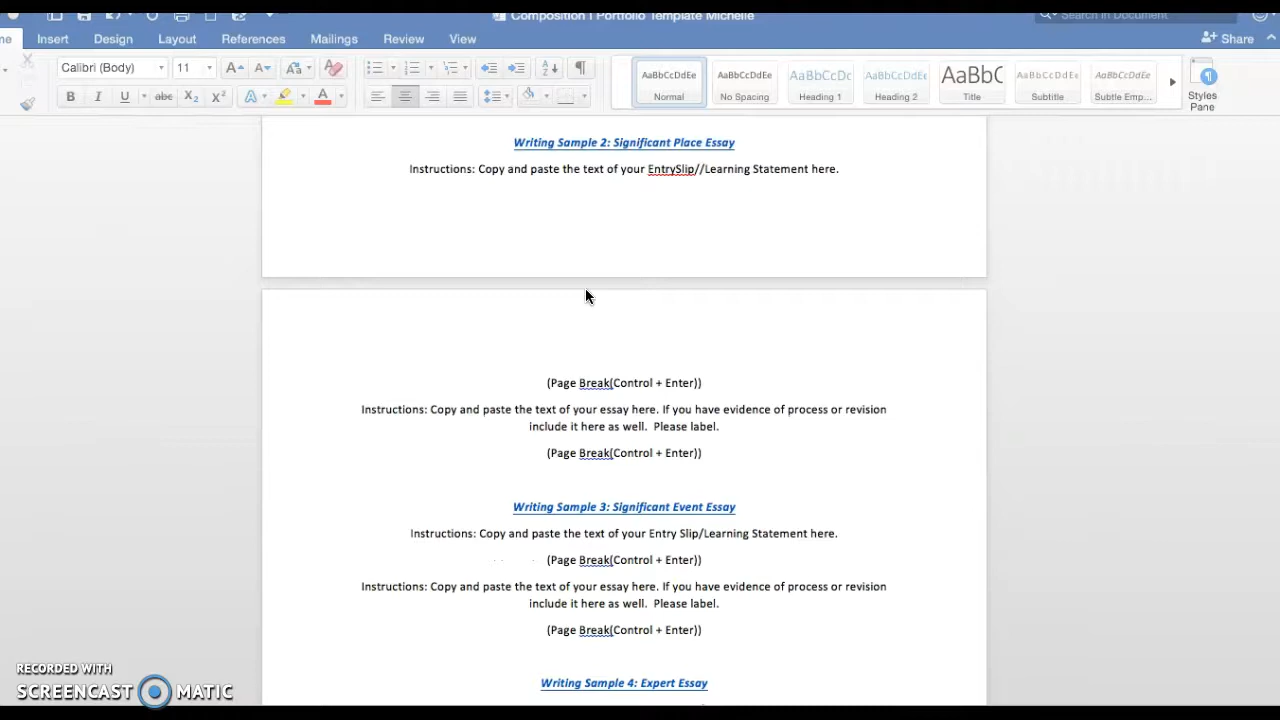 Composition I Portfolio Template Michelle
Search in Document
Insert Design Layout References Mailings Review View
Share
Calibri (Body) 11
AaBbCcDdEe AaBbCcDdEe AaBbCcDc AaBbCcDdEe AaBbC AaBbCcDdEe AaBbCcDdEe
Normal No Spacing Heading 1 Heading 2 Title Subtitle Subtle Emp...
Styles
Pane
Writing Sample 2: Significant Place Essay
Instructions: Copy and paste the text of your EntrySlip//Learning Statement here.
(Page Break(Control + Enter))
Instructions: Copy and paste the text of your essay here. If you have evidence of process or revision
include it here as well.  Please label.
(Page Break(Control + Enter))
Writing Sample 3: Significant Event Essay
Instructions: Copy and paste the text of your Entry Slip/Learning Statement here.
(Page Break(Control + Enter))
Instructions: Copy and paste the text of your essay here. If you have evidence of process or revision
include it here as well.  Please label.
(Page Break(Control + Enter))
Writing Sample 4: Expert Essay
RECORDED WITH
SCREENCAST MATIC